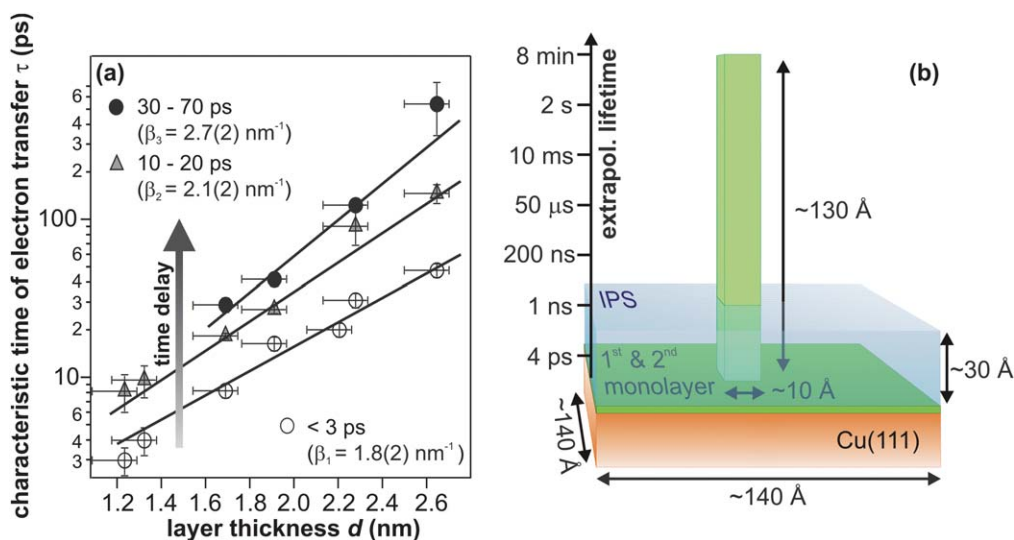 characteristic time of electron transfer τ (ps)
(a)
30 - 70 ps
(β₃ = 2.7(2) nm⁻¹)
10 - 20 ps
(β₂ = 2.1(2) nm⁻¹)
time delay
< 3 ps
(β₁ = 1.8(2) nm⁻¹)
6
4
3
2
100
6
4
3
2
10
6
4
3
1.2 1.4 1.6 1.8 2.0 2.2 2.4 2.6
layer thickness d (nm)
(b)
extrapol. lifetime
8 min
2 s
10 ms
50 μs
200 ns
1 ns
4 ps
~130 Å
IPS
1st & 2nd
monolayer
~10 Å
~30 Å
Cu(111)
~140 Å
~140 Å